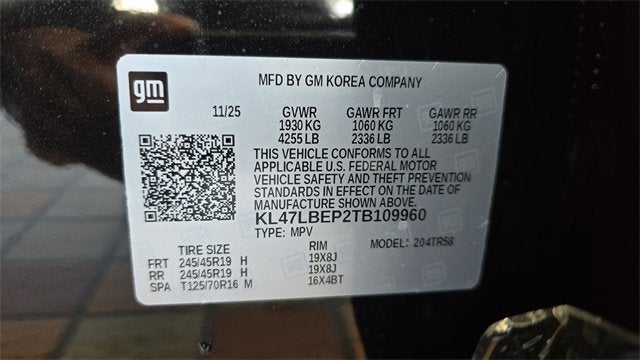 gm
MFD BY GM KOREA COMPANY
11/25 GVWR GAWR FRT GAWR RR
1930 KG 1060 KG 1060 KG
4255 LB 2336 LB 2336 LB
THIS VEHICLE CONFORMS TO ALL
APPLICABLE U.S. FEDERAL MOTOR
VEHICLE SAFETY AND THEFT PREVENTION
STANDARDS IN EFFECT ON THE DATE OF
MANUFACTURE SHOWN ABOVE.
KL47LBEP2TB109960
TYPE: MPV MODEL: 204TR58
TIRE SIZE RIM
FRT 245/45R19 H 19X8J
RR 245/45R19 H 19X8J
SPA T125/70R16 M 16X4BT